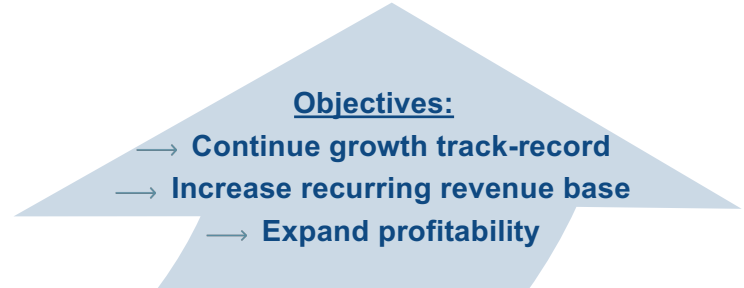 Objectives:
⟶ Continue growth track-record
⟶ Increase recurring revenue base
⟶ Expand profitability